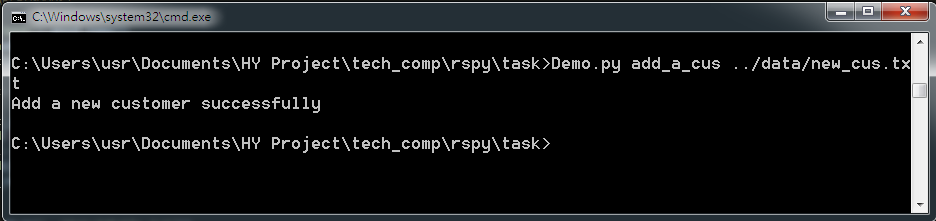 C:\Windows\system32\cmd.exe
C:\Users\usr\Documents\HY Project\tech_comp\rspy\task>Demo.py add_a_cus ../data/new_cus.tx
t
Add a new customer successfully
C:\Users\usr\Documents\HY Project\tech_comp\rspy\task>